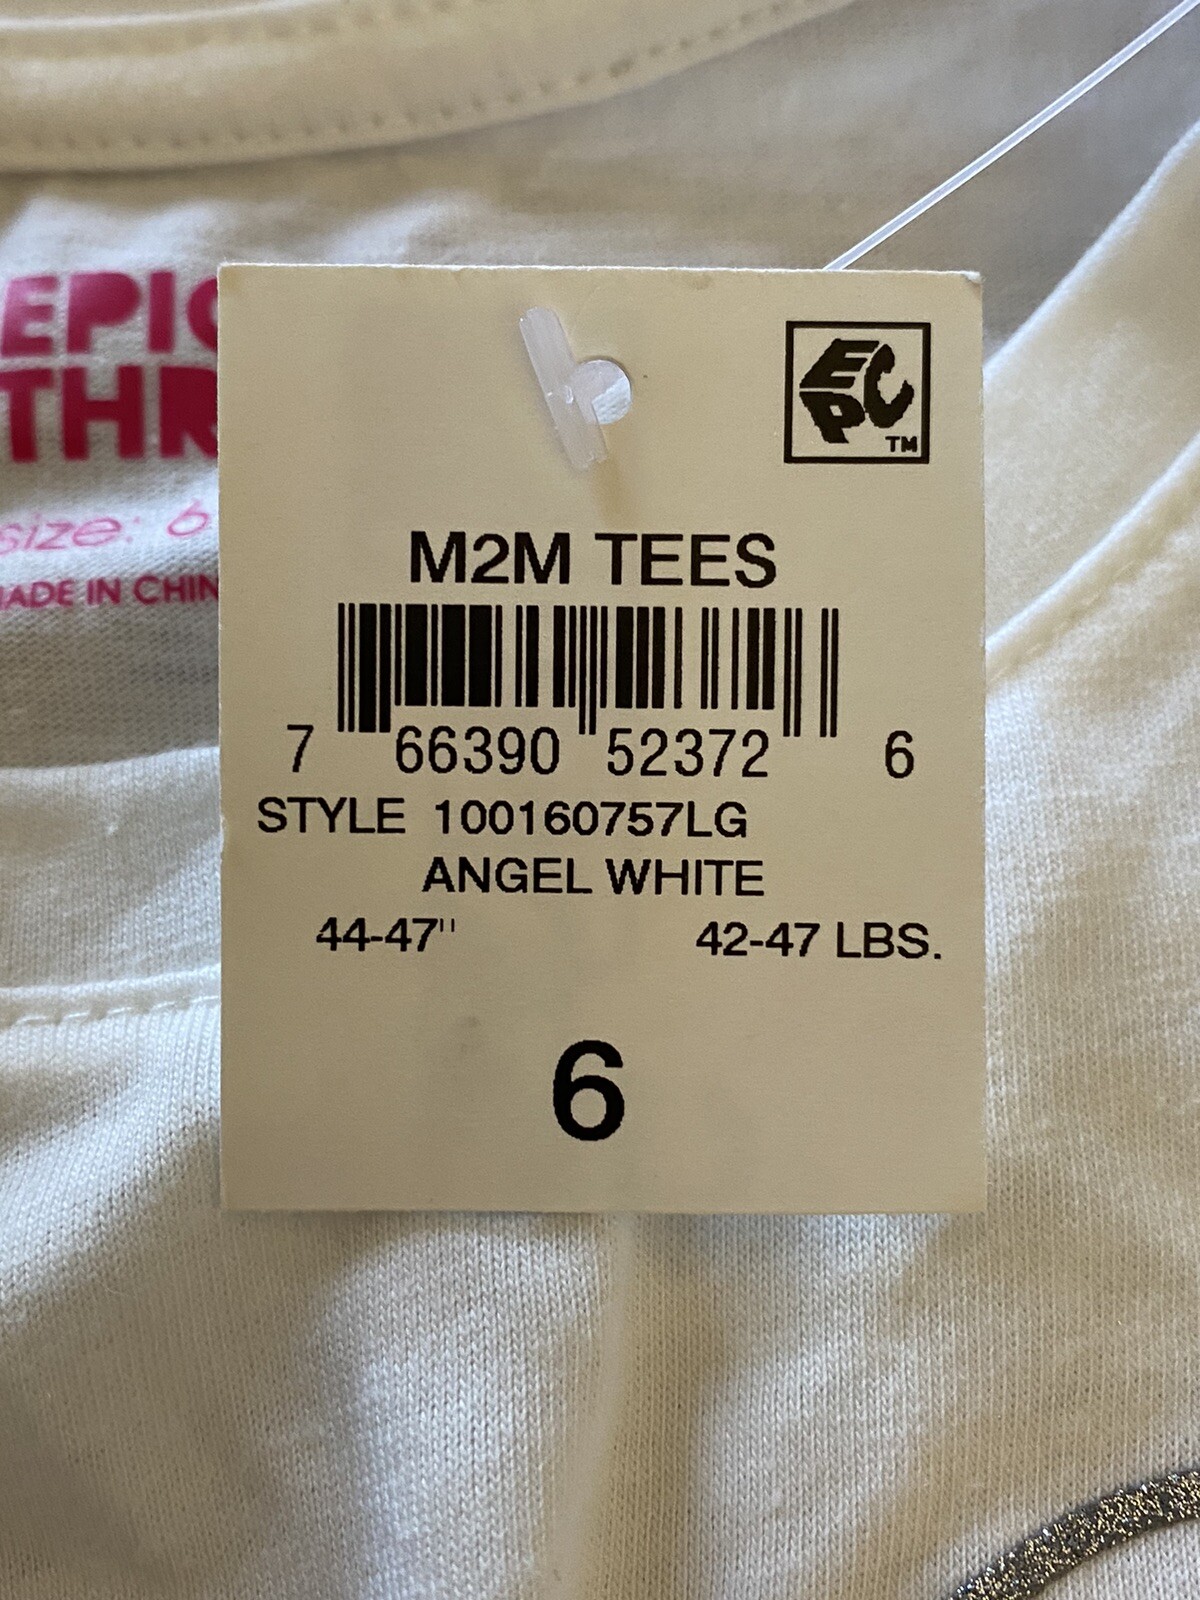 EPIC
THR
size: 6
MADE IN CHIN
EPC
TM
M2M TEES
7 66390 52372 6
STYLE 100160757LG
ANGEL WHITE
44-47"
42-47 LBS.
6